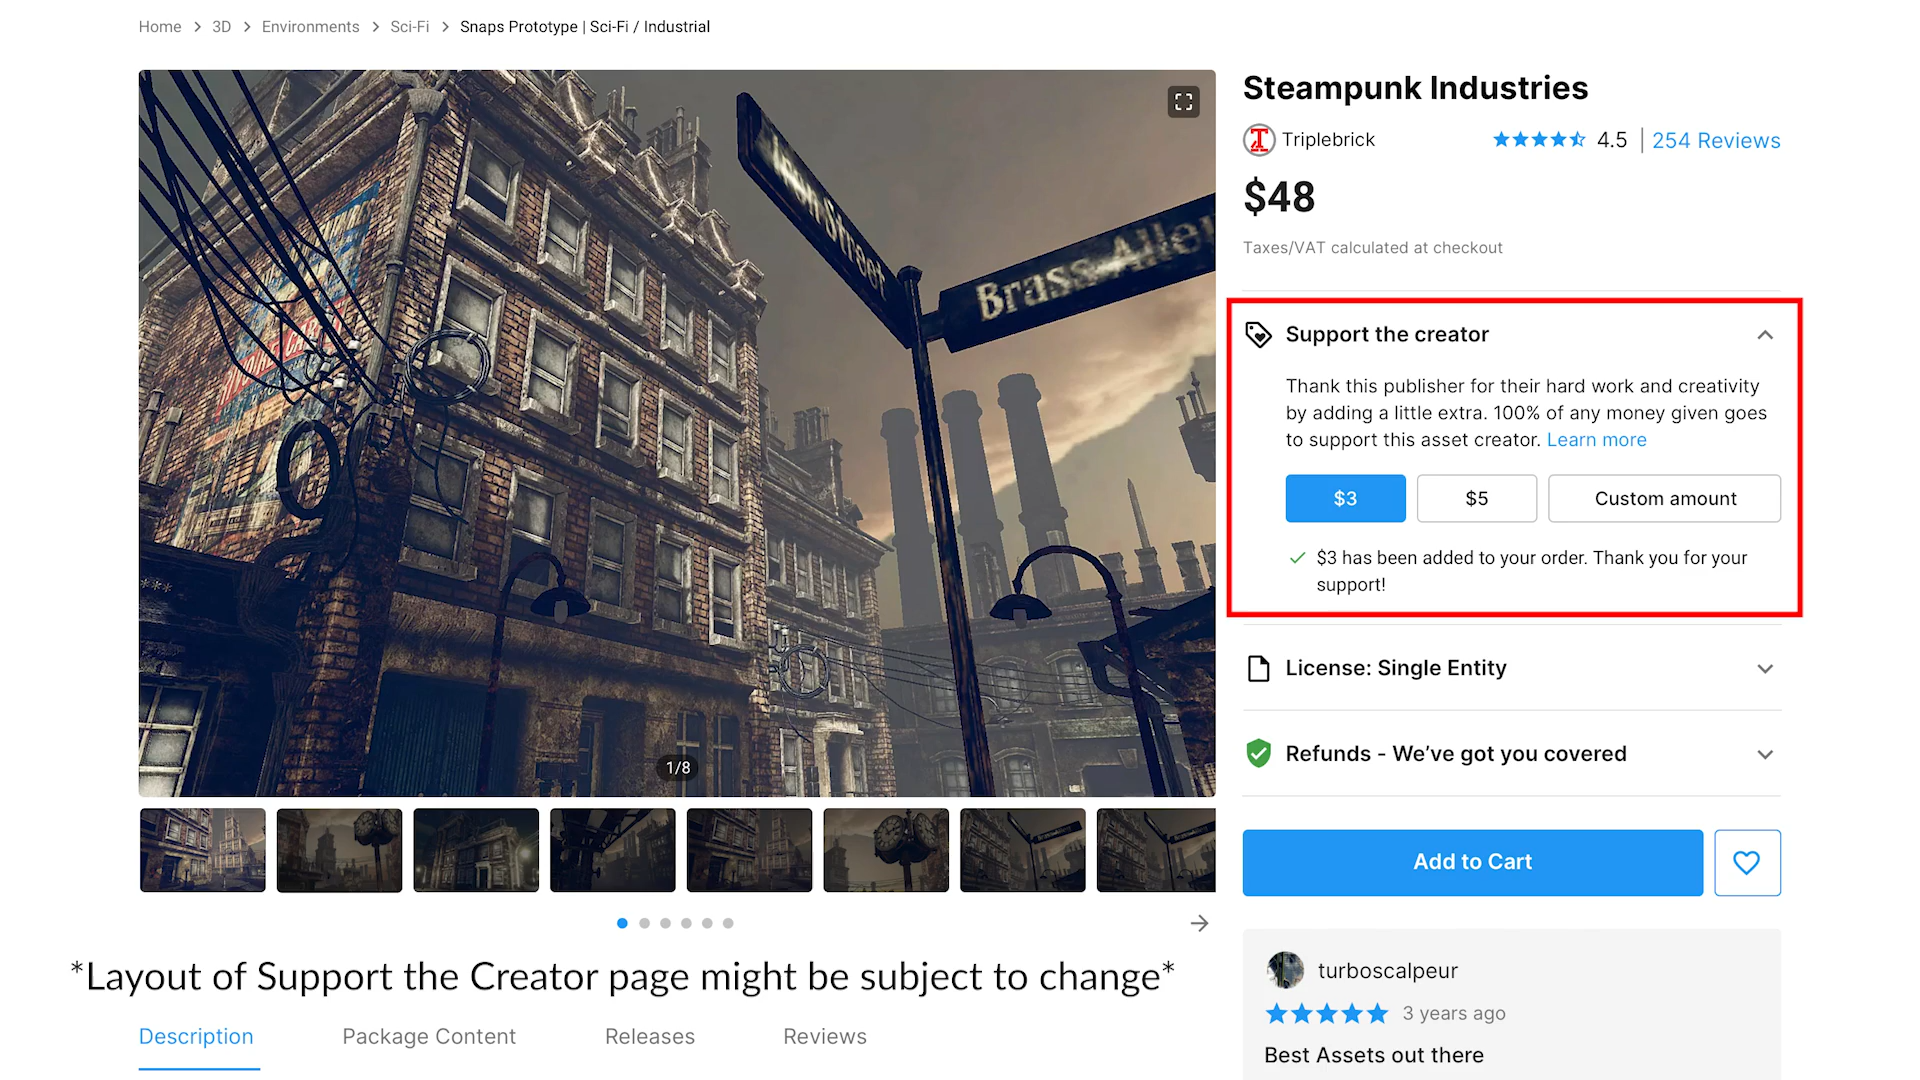 Home > 3D > Environments > Sci-Fi > Snaps Prototype | Sci-Fi / Industrial
Street
Brass Alley
1/8
*Layout of Support the Creator page might be subject to change*
Description Package Content Releases Reviews
Steampunk Industries
Triplebrick 4.5 | 254 Reviews
$48
Taxes/VAT calculated at checkout
Support the creator
Thank this publisher for their hard work and creativity
by adding a little extra. 100% of any money given goes
to support this asset creator. Learn more
$3 $5 Custom amount
$3 has been added to your order. Thank you for your
support!
License: Single Entity
Refunds - We’ve got you covered
Add to Cart
turboscalpeur
3 years ago
Best Assets out there